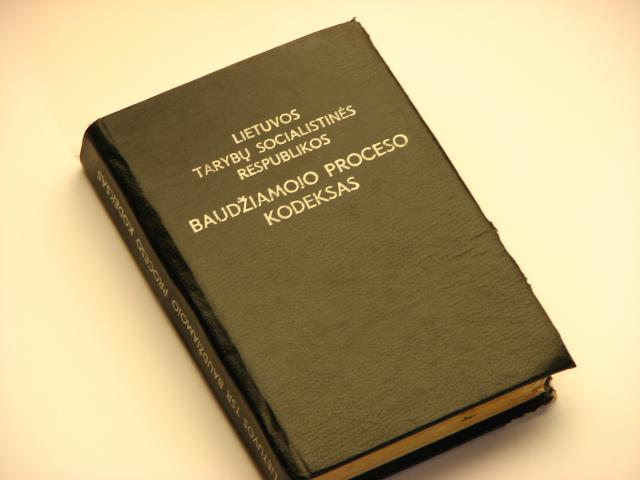 LIETUVOS
TARYBŲ SOCIALISTINĖS
RESPUBLIKOS
BAUDŽIAMOJO PROCESO
KODEKSAS
LIETUVOS TSR BAUDŽIAMOJO PROCESO KODEKSAS